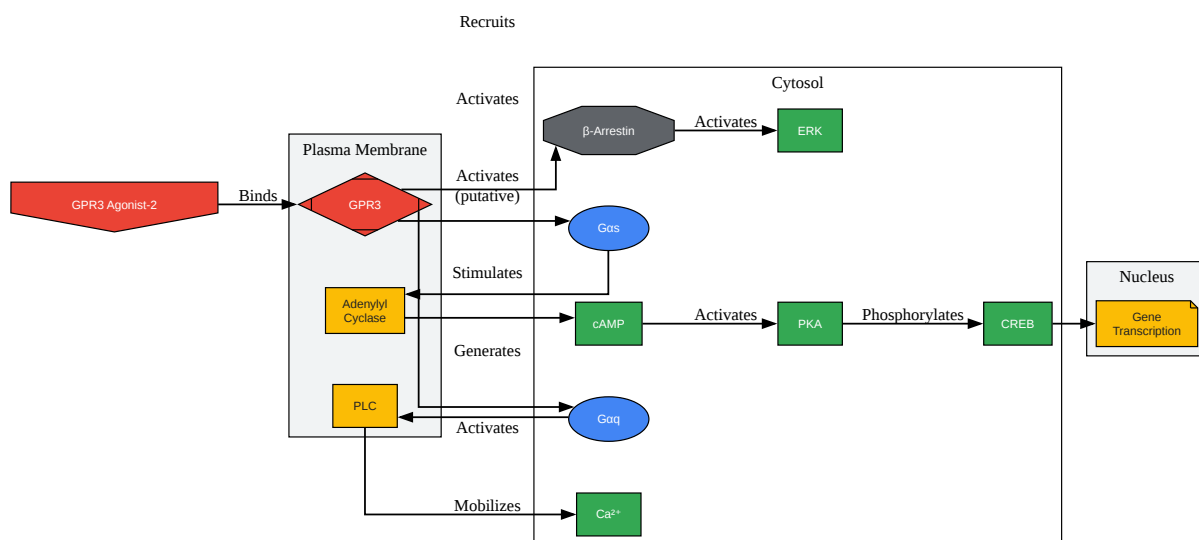 Recruits
Cytosol
Activates
β-Arrestin
Activates
ERK
Plasma Membrane
GPR3 Agonist-2
Binds
GPR3
Activates
(putative)
Gαs
Stimulates
Nucleus
Adenylyl
Cyclase
cAMP
Activates
PKA
Phosphorylates
CREB
Gene
Transcription
Generates
PLC
Gαq
Activates
Mobilizes
Ca²⁺